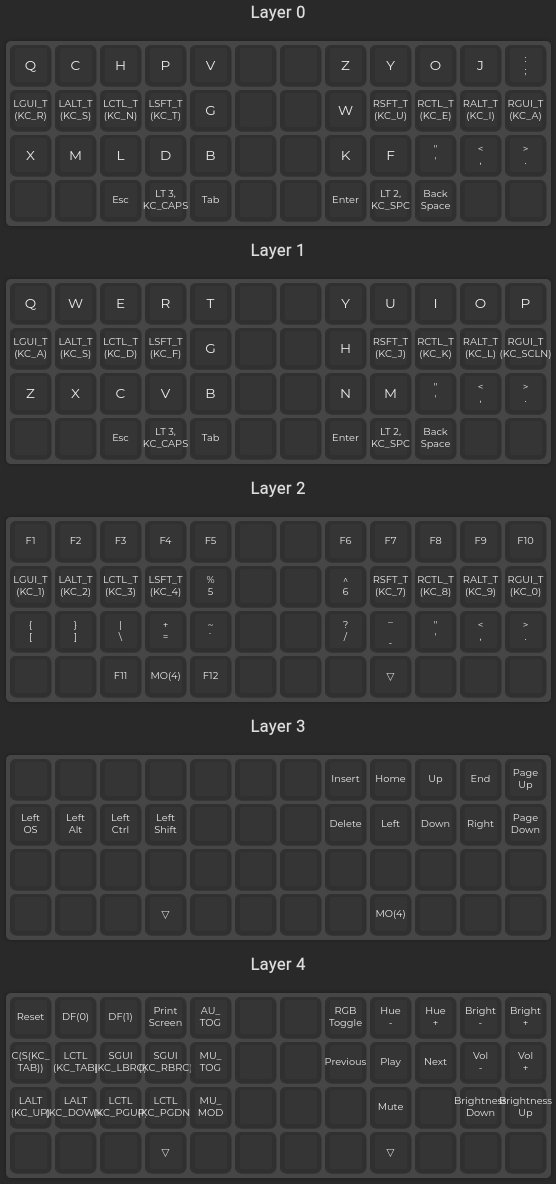 Layer 0
Q C H P V Z Y O J :
;
LGUI_T LALT_T LCTL_T LSFT_T G W RSFT_T RCTL_T RALT_T RGUI_T
(KC_R) (KC_S) (KC_N) (KC_T) (KC_U) (KC_E) (KC_I) (KC_A)
X M L D B K F " < >
' , .
Esc LT 3, Tab Enter LT 2, Back
KC_CAPS KC_SPC Space
Layer 1
Q W E R T Y U I O P
LGUI_T LALT_T LCTL_T LSFT_T G H RSFT_T RCTL_T RALT_T RGUI_T
(KC_A) (KC_S) (KC_D) (KC_F) (KC_J) (KC_K) (KC_L) (KC_SCLN)
Z X C V B N M " < >
' , .
Esc LT 3, Tab Enter LT 2, Back
KC_CAPS KC_SPC Space
Layer 2
F1 F2 F3 F4 F5 F6 F7 F8 F9 F10
LGUI_T LALT_T LCTL_T LSFT_T % ^ RSFT_T RCTL_T RALT_T RGUI_T
(KC_1) (KC_2) (KC_3) (KC_4) 5 6 (KC_7) (KC_8) (KC_9) (KC_0)
{ } | + ~ ? _ " < >
[ ] \ = ` / - ' , .
F11 MO(4) F12 ▽
Layer 3
Insert Home Up End Page
Up
Left Left Left Left Delete Left Down Right Page
OS Alt Ctrl Shift Down
▽ MO(4)
Layer 4
Reset DF(0) DF(1) Print AU_ RGB Hue Hue Bright Bright
Screen TOG Toggle - + - +
C(S(KC_ LCTL SGUI SGUI MU_ Previous Play Next Vol Vol
TAB)) (KC_TAB) (KC_LBRC) (KC_RBRC) TOG - +
LALT LALT LCTL LCTL MU_ Mute Brightness Brightness
(KC_UP) (KC_DOWN) (KC_PGUP) (KC_PGDN) MOD Down Up
▽ ▽